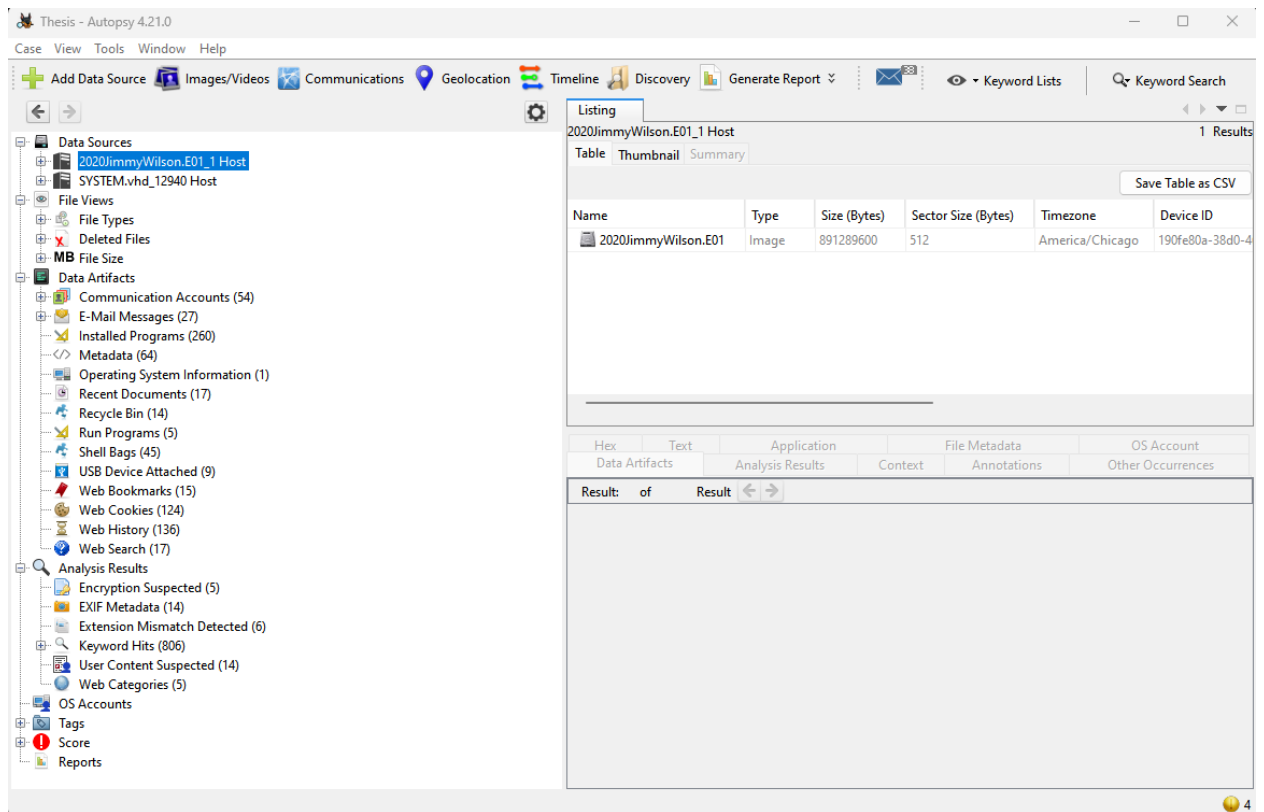 Thesis - Autopsy 4.21.0
Case View Tools Window Help
Add Data Source Images/Videos Communications Geolocation Timeline Discovery Generate Report Keyword Lists Keyword Search
Data Sources
2020JimmyWilson.E01_1 Host
SYSTEM.vhd_12940 Host
File Views
File Types
Deleted Files
MB File Size
Data Artifacts
Communication Accounts (54)
E-Mail Messages (27)
Installed Programs (260)
Metadata (64)
Operating System Information (1)
Recent Documents (17)
Recycle Bin (14)
Run Programs (5)
Shell Bags (45)
USB Device Attached (9)
Web Bookmarks (15)
Web Cookies (124)
Web History (136)
Web Search (17)
Analysis Results
Encryption Suspected (5)
EXIF Metadata (14)
Extension Mismatch Detected (6)
Keyword Hits (806)
User Content Suspected (14)
Web Categories (5)
OS Accounts
Tags
Score
Reports
Listing
2020JimmyWilson.E01_1 Host 1 Results
Table Thumbnail Summary
Save Table as CSV
Name Type Size (Bytes) Sector Size (Bytes) Timezone Device ID
2020JimmyWilson.E01 Image 891289600 512 America/Chicago 190fe80a-38d0-4
Hex Text Application File Metadata OS Account
Data Artifacts Analysis Results Context Annotations Other Occurrences
Result: of Result
4